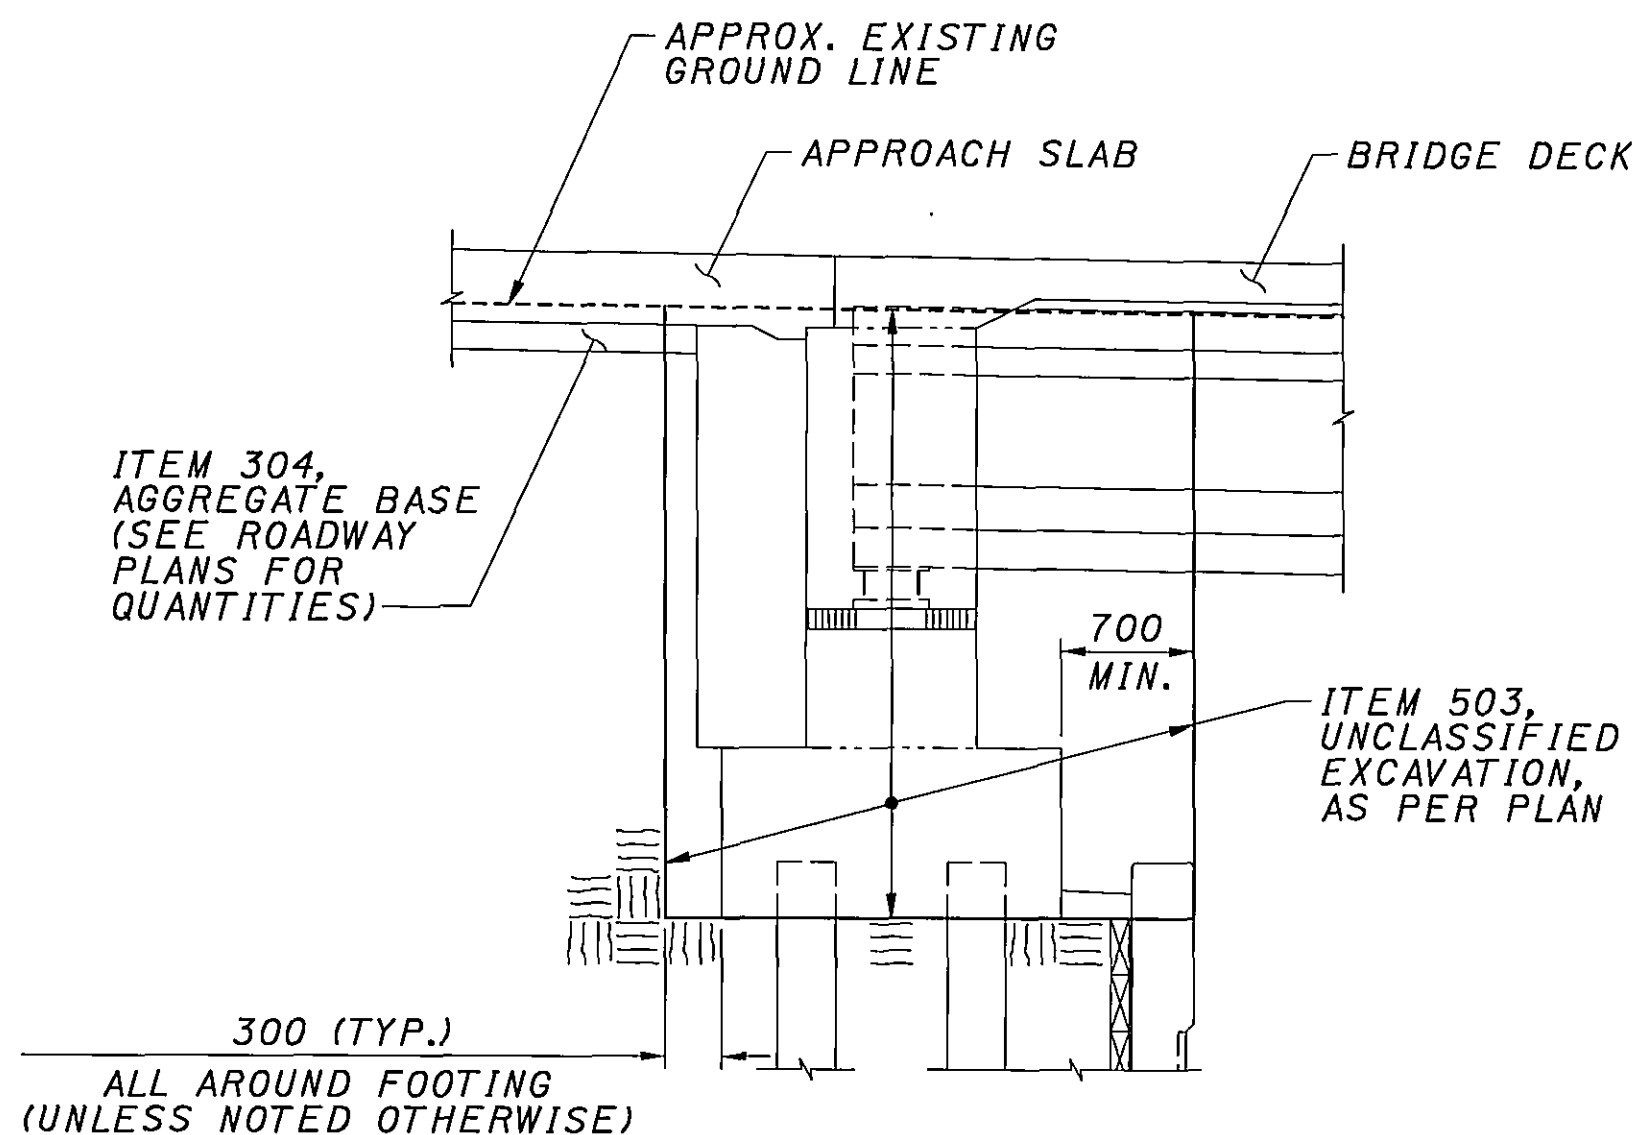 APPROX. EXISTING
GROUND LINE
APPROACH SLAB
BRIDGE DECK
ITEM 304,
AGGREGATE BASE
(SEE ROADWAY
PLANS FOR
QUANTITIES)
700
MIN.
ITEM 503,
UNCLASSIFIED
EXCAVATION,
AS PER PLAN
300 (TYP.)
ALL AROUND FOOTING
(UNLESS NOTED OTHERWISE)